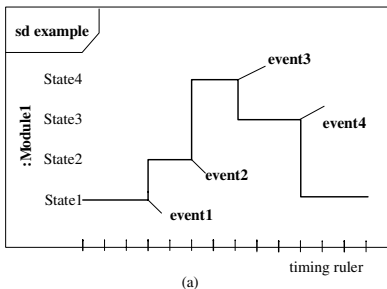 sd example
event3
State4
:Module1
State3
event4
State2
event2
State1
event1
timing ruler
(a)